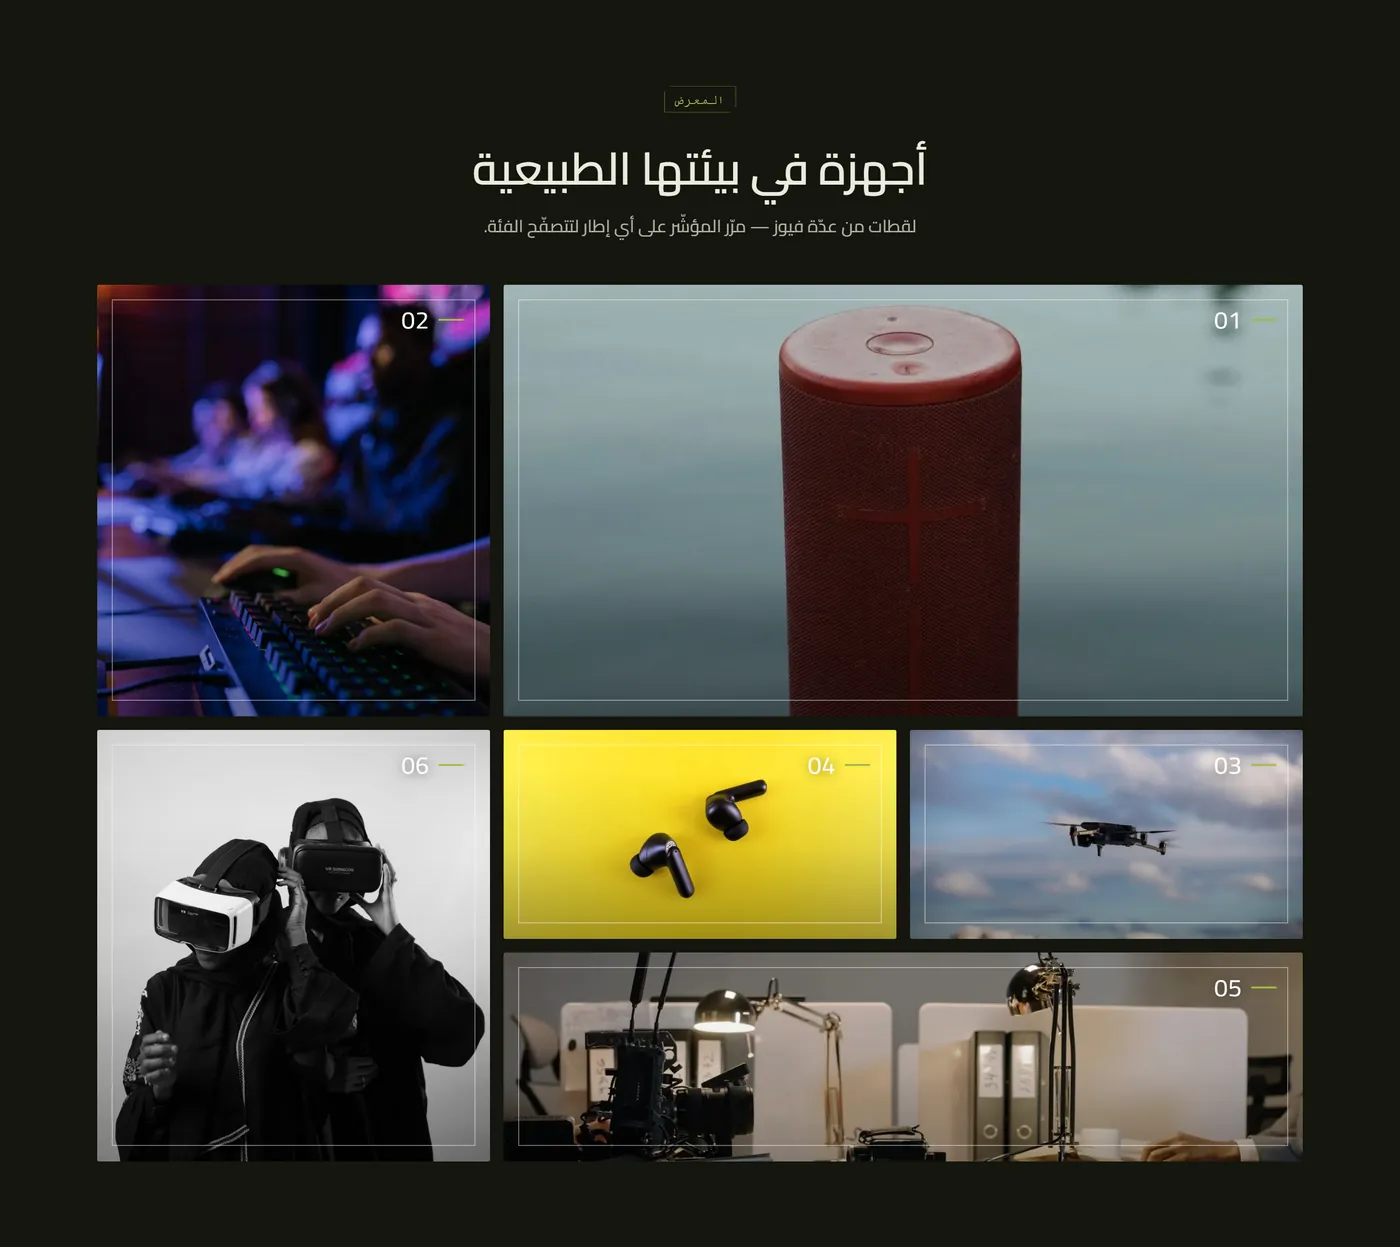 المعرض
أجهزة في بيئتها الطبيعية
لقطات من عدّة فيوز — مرّر المؤشّر على أي إطار لتتصفّح الفئة.
01
02
03
04
06
05